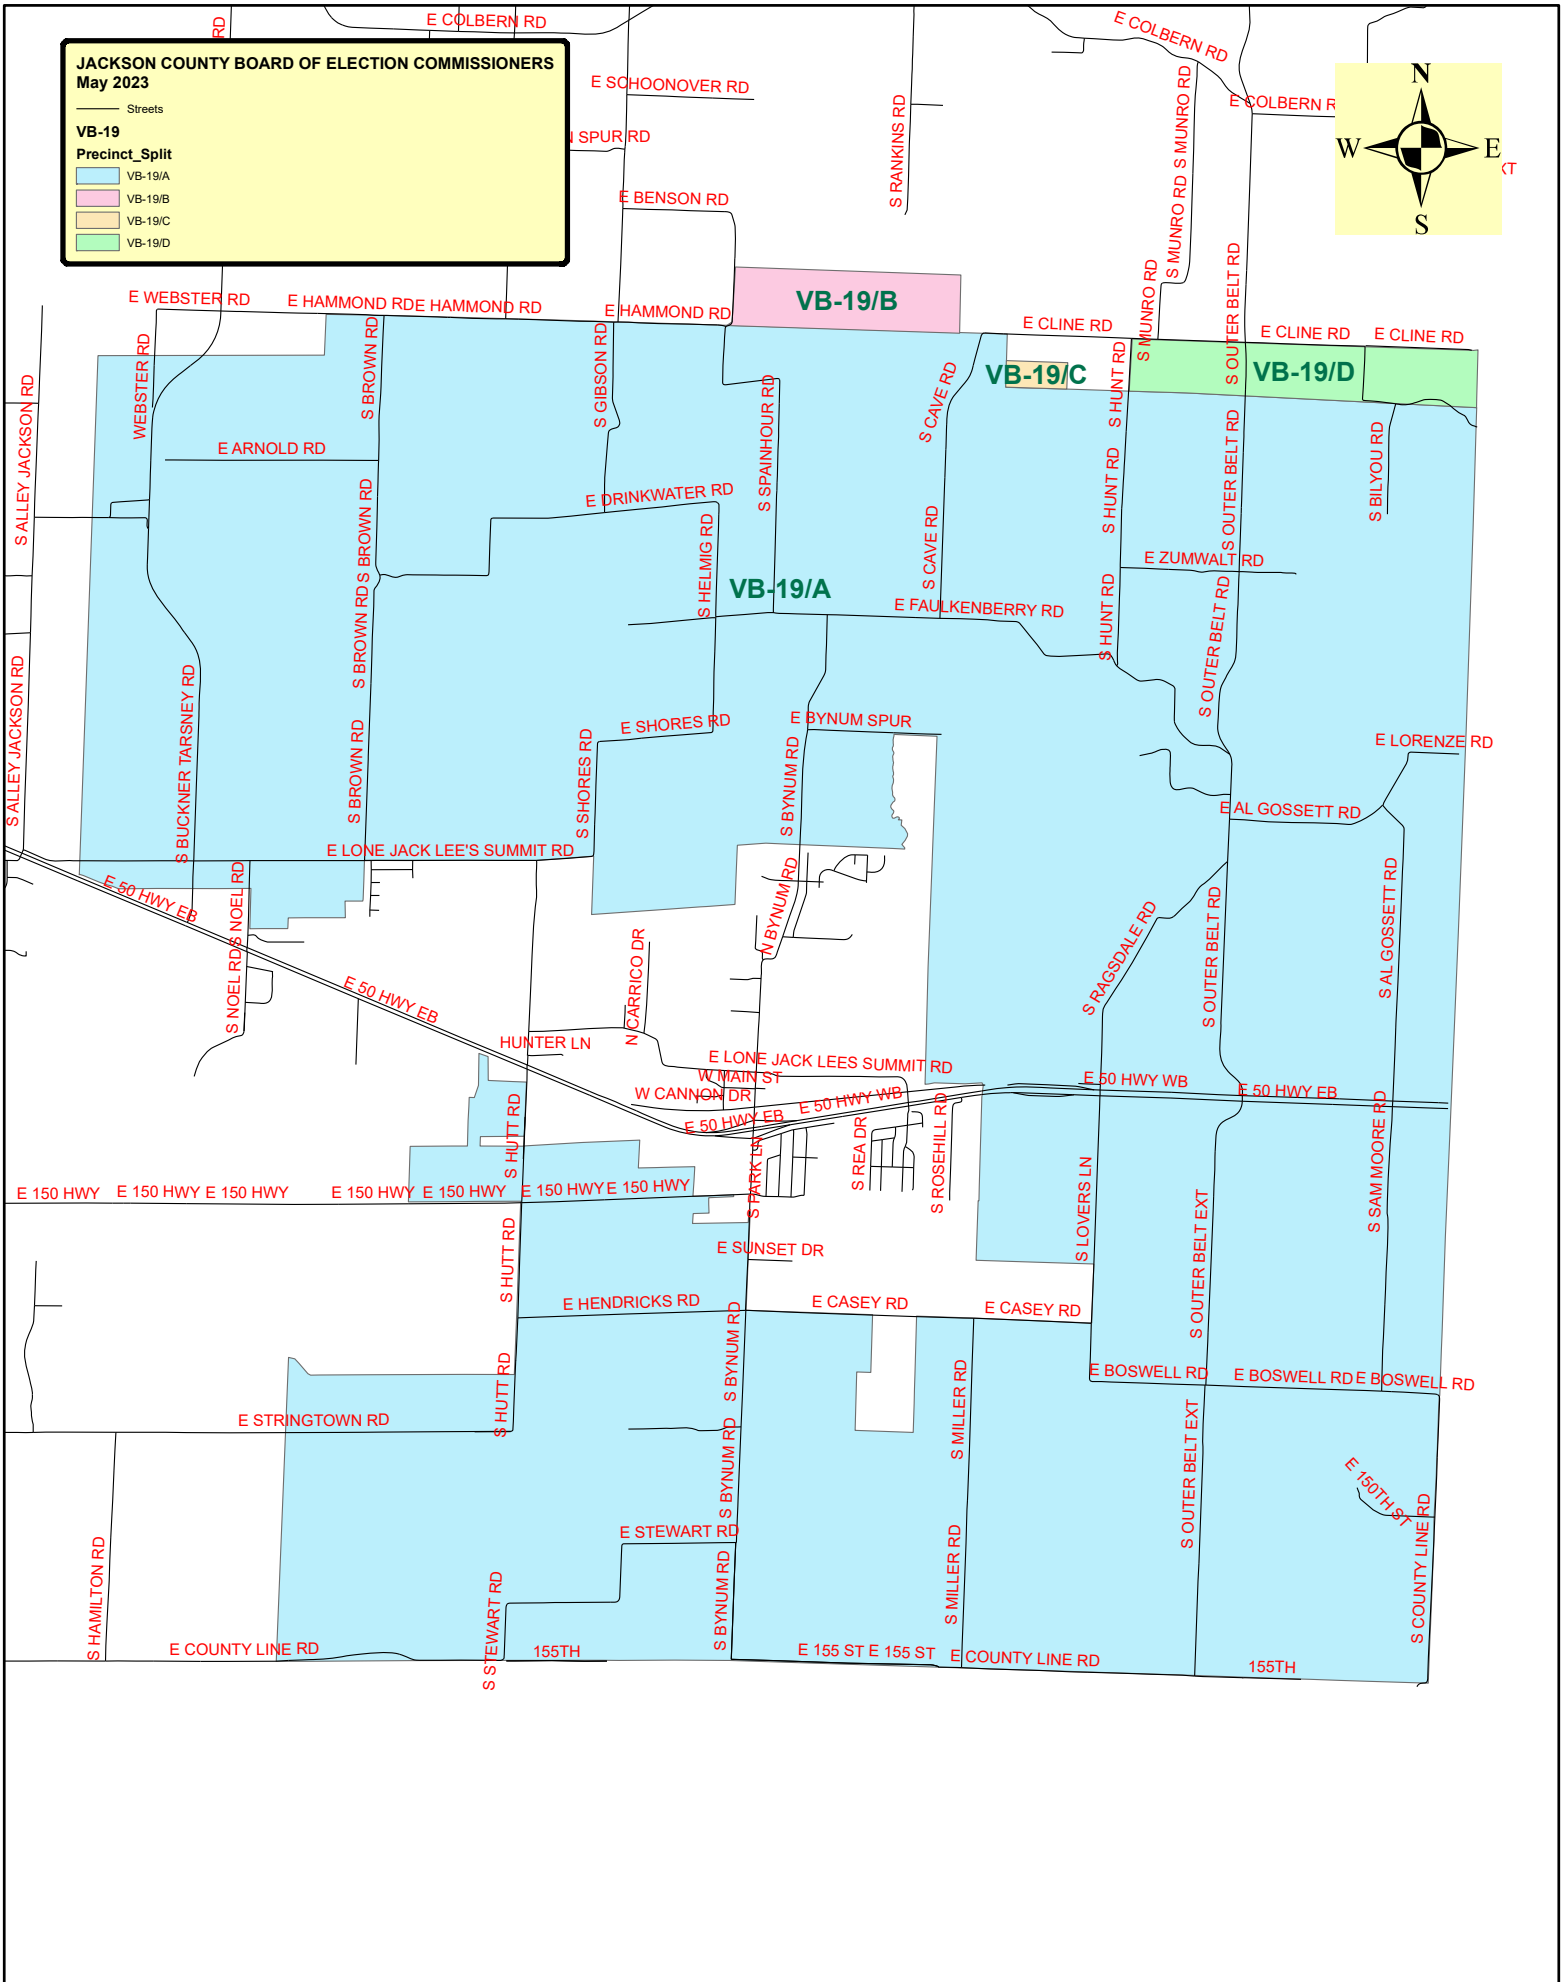 E COLBERN RD
E COLBERN RD
RD
JACKSON COUNTY BOARD OF ELECTION COMMISSIONERS
May 2023
Streets
VB-19
Precinct_Split
VB-19/A
VB-19/B
VB-19/C
VB-19/D
N
W
E
S
E SCHOONOVER RD
S RANKINS RD
S MUNRO RD
S MUNRO RD
E COLBERN R
SPUR RD
XT
E BENSON RD
S MUNRO RD
S OUTER BELT RD
E WEBSTER RD
E HAMMOND RD
E HAMMOND RD
E HAMMOND RD
VB-19/B
E CLINE RD
E CLINE RD
E CLINE RD
WEBSTER RD
S BROWN RD
S GIBSON RD
S SPAINHOUR RD
S CAVE RD
VB-19/C
S HUNT RD
VB-19/D
S ALLEY JACKSON RD
E ARNOLD RD
S OUTER BELT RD
S BILYOU RD
S BROWN RD
E DRINKWATER RD
S HELMIG RD
S CAVE RD
S HUNT RD
E ZUMWALT RD
VB-19/A
E FAULKENBERRY RD
S BROWN RD
S HUNT RD
S OUTER BELT RD
S ALLEY JACKSON RD
S BUCKNER TARSNEY RD
S BROWN RD
S SHORES RD
E SHORES RD
E BYNUM SPUR
S BYNUM RD
E LORENZE RD
E AL GOSSETT RD
E LONE JACK LEE'S SUMMIT RD
E 50 HWY EB
S NOEL RD
S NOEL RD
N BYNUM RD
S RAGSDALE RD
S OUTER BELT RD
S AL GOSSETT RD
E 50 HWY EB
N CARRICO DR
HUNTER LN
E LONE JACK LEES SUMMIT RD
W MAIN ST
W CANNON DR
E 50 HWY WB
E 50 HWY EB
E 50 HWY WB
E 50 HWY EB
S HUTT RD
S PARK LN
S REA DR
S ROSEHILL RD
S LOVERS LN
S SAM MOORE RD
E 150 HWY
E 150 HWY
E 150 HWY
E 150 HWY
E 150 HWY
E 150 HWY
E 150 HWY
S HUTT RD
E SUNSET DR
S OUTER BELT EXT
E HENDRICKS RD
E CASEY RD
E CASEY RD
S HUTT RD
S BYNUM RD
S MILLER RD
E BOSWELL RD
E BOSWELL RD
E BOSWELL RD
E STRINGTOWN RD
S BYNUM RD
S OUTER BELT EXT
E 150TH ST
S HAMILTON RD
E STEWART RD
S STEWART RD
S BYNUM RD
S MILLER RD
S COUNTY LINE RD
E COUNTY LINE RD
155TH
E 155 ST
E 155 ST
E COUNTY LINE RD
155TH